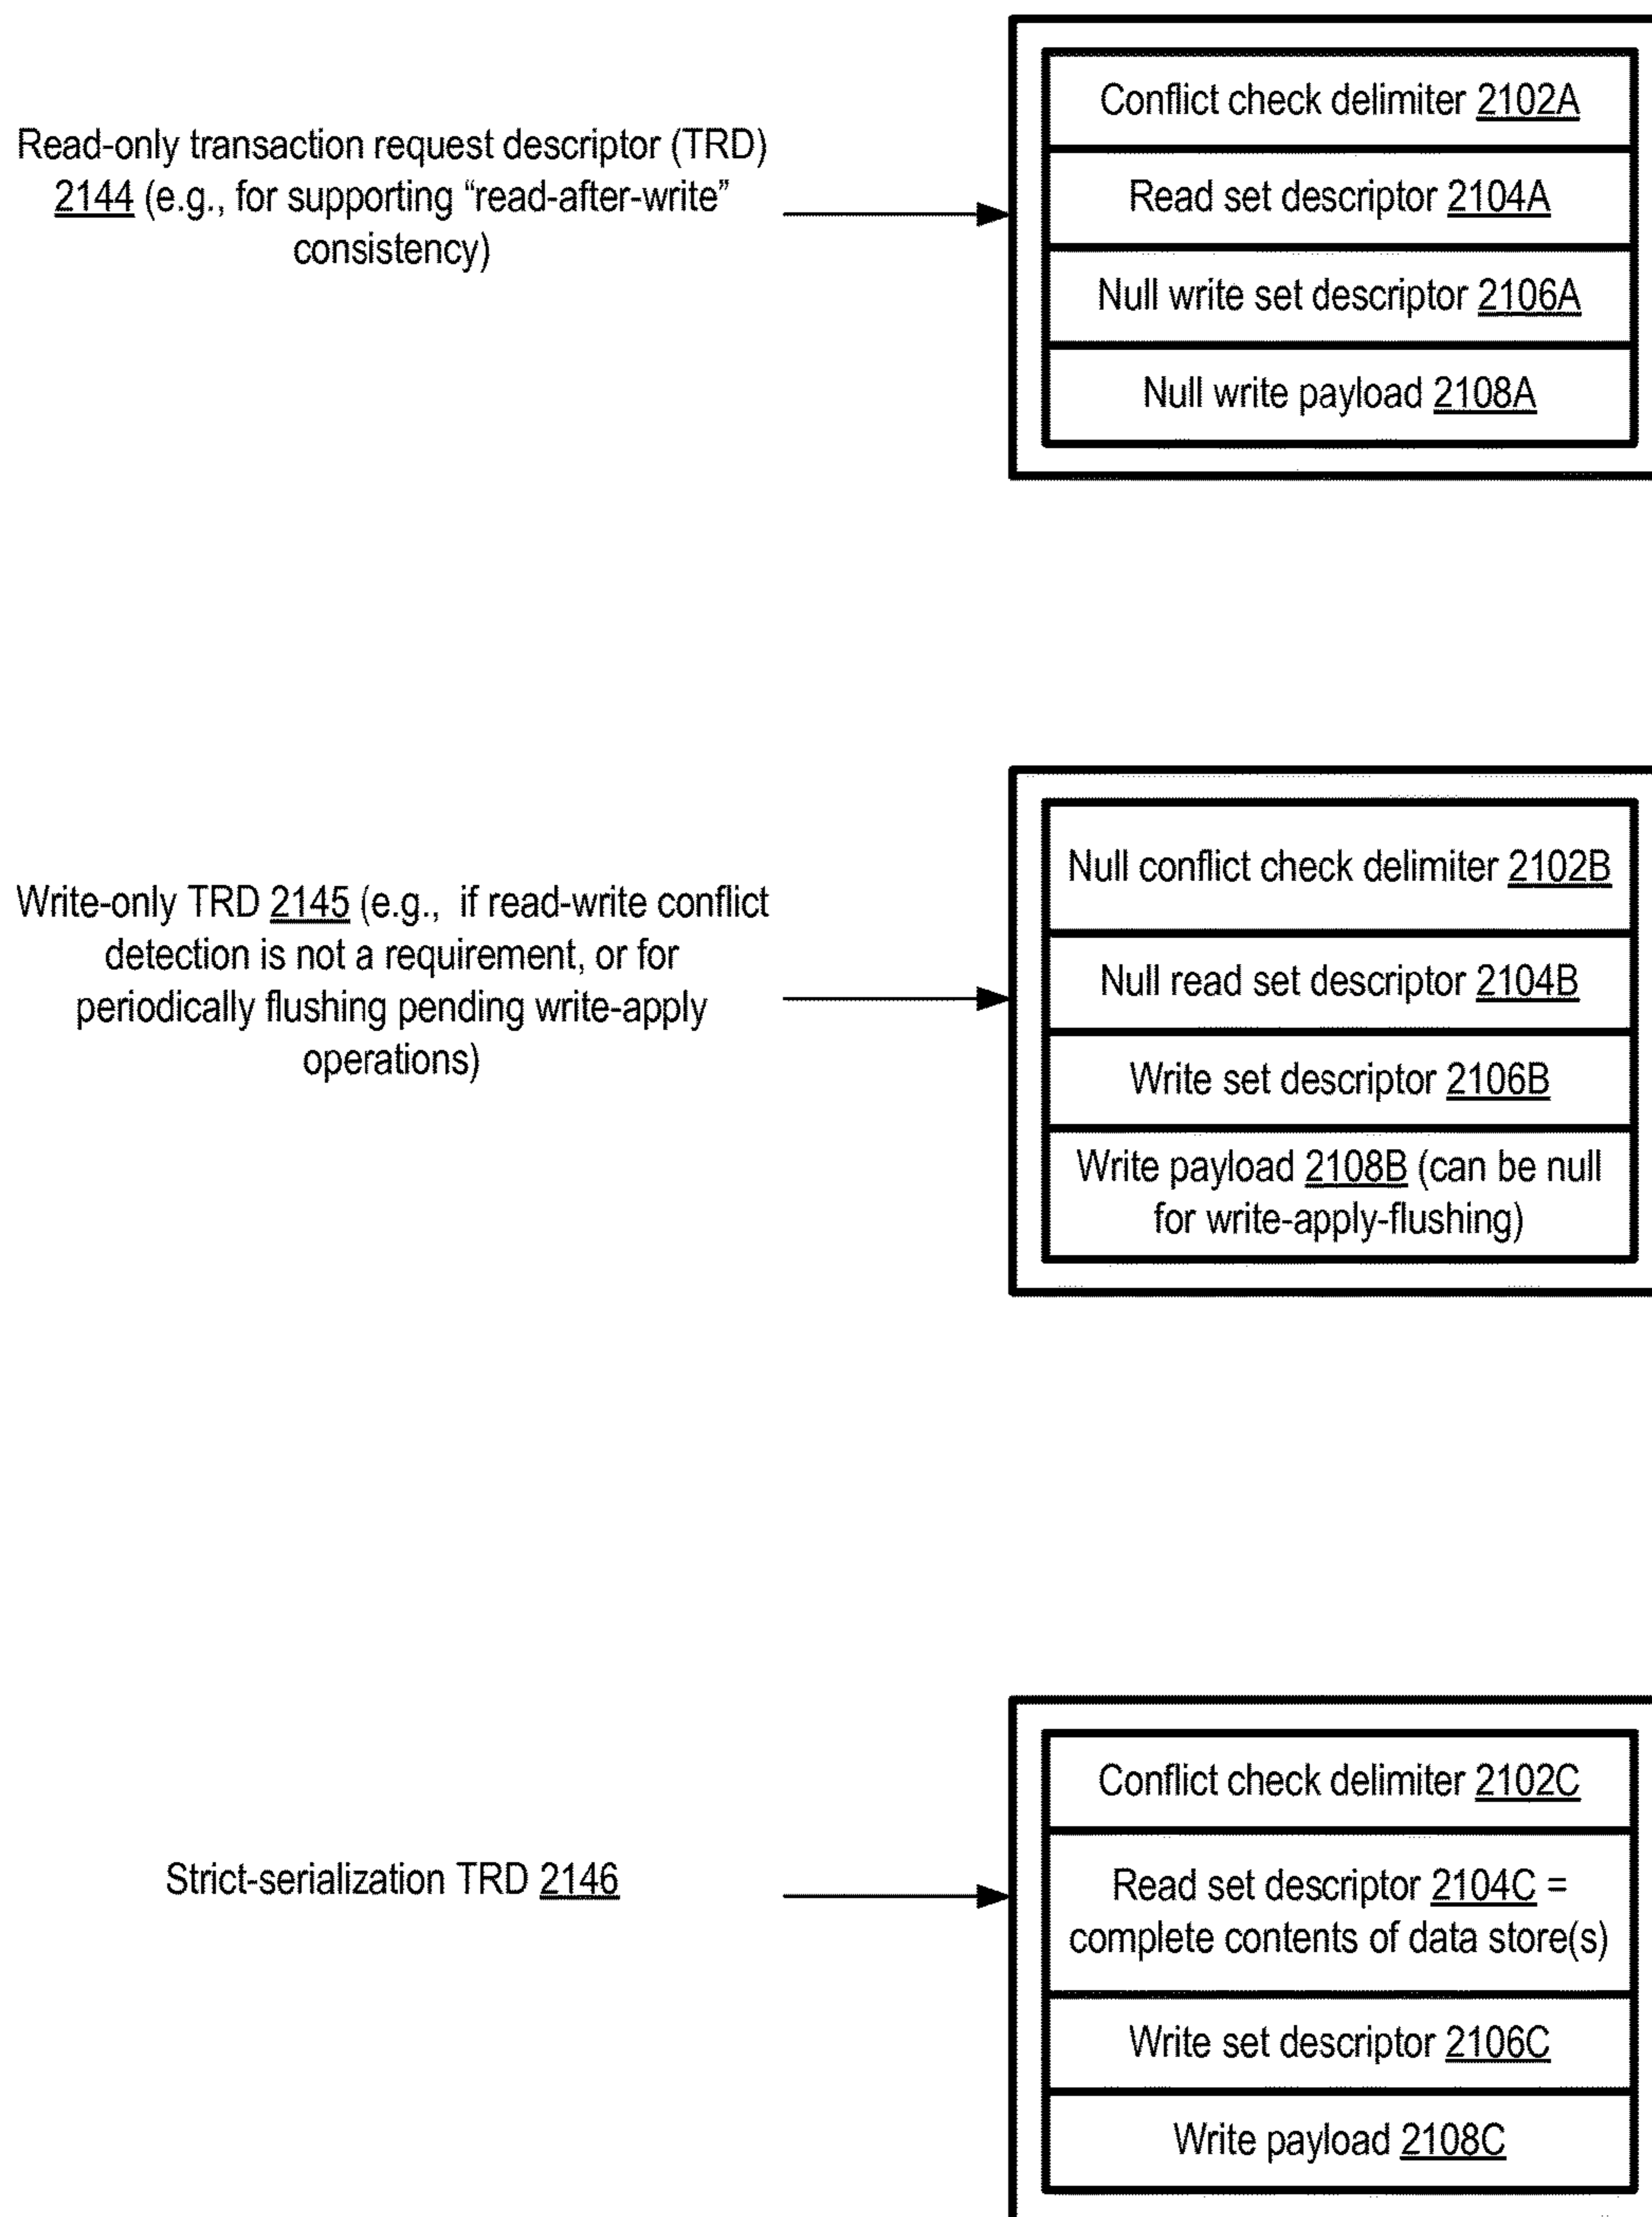 Read-only transaction request descriptor (TRD)
2144 (e.g., for supporting “read-after-write”
consistency)
Conflict check delimiter 2102A
Read set descriptor 2104A
Null write set descriptor 2106A
Null write payload 2108A
Write-only TRD 2145 (e.g., if read-write conflict
detection is not a requirement, or for
periodically flushing pending write-apply
operations)
Null conflict check delimiter 2102B
Null read set descriptor 2104B
Write set descriptor 2106B
Write payload 2108B (can be null
for write-apply-flushing)
Strict-serialization TRD 2146
Conflict check delimiter 2102C
Read set descriptor 2104C =
complete contents of data store(s)
Write set descriptor 2106C
Write payload 2108C